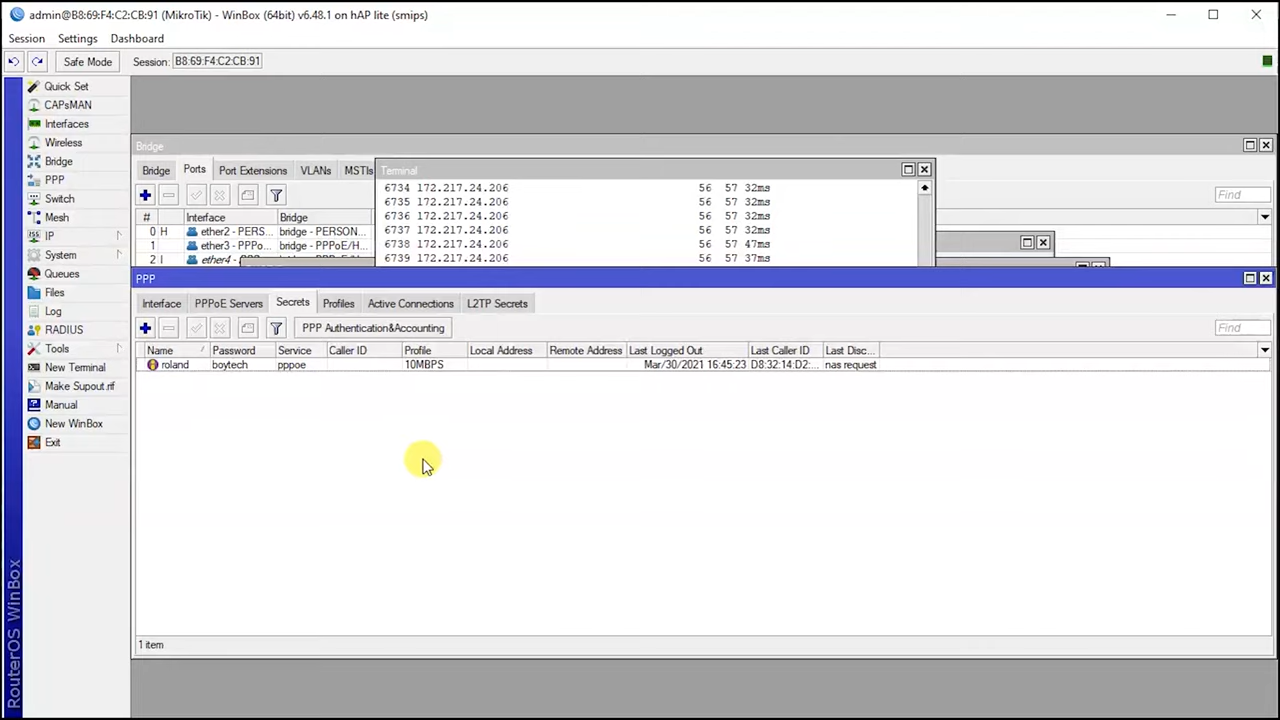 admin@B8:69:F4:C2:CB:91 (MikroTik) - WinBox (64bit) v6.48.1 on hAP lite (smips)
Session Settings Dashboard
Safe Mode Session: B8:69:F4:C2:CB:91
Quick Set
CAPsMAN
Interfaces
Wireless
Bridge
PPP
Switch
Mesh
IP
System
Queues
Files
Log
RADIUS
Tools
New Terminal
Make Supout.rif
Manual
New WinBox
Exit
RouterOS WinBox
Bridge
Bridge Ports Port Extensions VLANs MSTIs
Find
# Interface Bridge
0 H ether2 - PERS... bridge - PERSON...
1 ether3 - PPPo... bridge - PPPoE/H...
2 I ether4 -
Terminal
6734 172.217.24.206 56 57 32ms
6735 172.217.24.206 56 57 32ms
6736 172.217.24.206 56 57 32ms
6737 172.217.24.206 56 57 32ms
6738 172.217.24.206 56 57 47ms
6739 172.217.24.206 56 57 37ms
PPP
Interface PPPoE Servers Secrets Profiles Active Connections L2TP Secrets
PPP Authentication&Accounting Find
Name Password Service Caller ID Profile Local Address Remote Address Last Logged Out Last Caller ID Last Disc...
roland boytech pppoe 10MBPS Mar/30/2021 16:45:23 D8:32:14:D2:... nas request
1 item